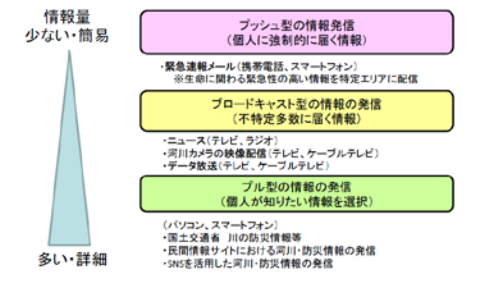 情報量
少ない・簡易
プッシュ型の情報発信
(個人に強制的に届く情報)
・緊急速報メール(携帯電話、スマートフォン)
※生命に関わる緊急性の高い情報を特定エリアに配信
ブロードキャスト型の情報の発信
(不特定多数に届く情報)
・ニュース(テレビ、ラジオ)
・河川カメラの映像配信(テレビ、ケーブルテレビ)
・データ放送(テレビ、ケーブルテレビ)
プル型の情報の発信
(個人が知りたい情報を選択)
(パソコン、スマートフォン)
・国土交通省 川の防災情報等
・民間情報サイトにおける河川・防災情報の発信
・SNSを活用した河川・防災情報の発信
多い・詳細